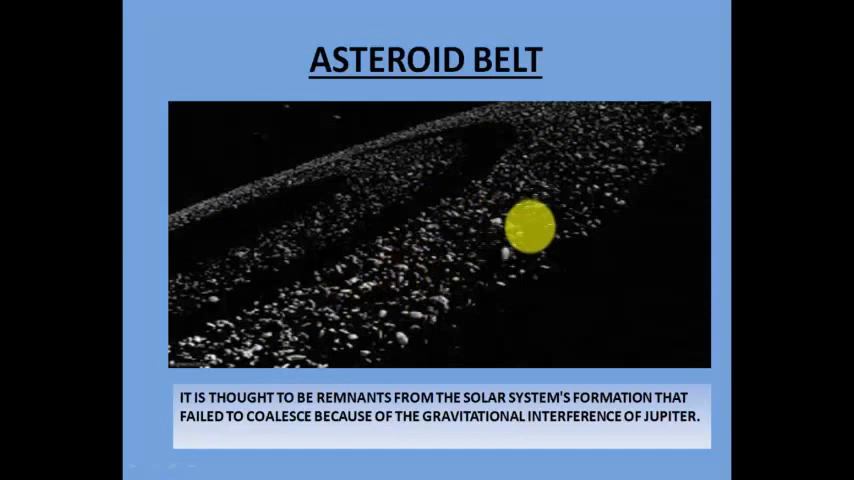 ASTEROID BELT
IT IS THOUGHT TO BE REMNANTS FROM THE SOLAR SYSTEM'S FORMATION THAT
FAILED TO COALESCE BECAUSE OF THE GRAVITATIONAL INTERFERENCE OF JUPITER.